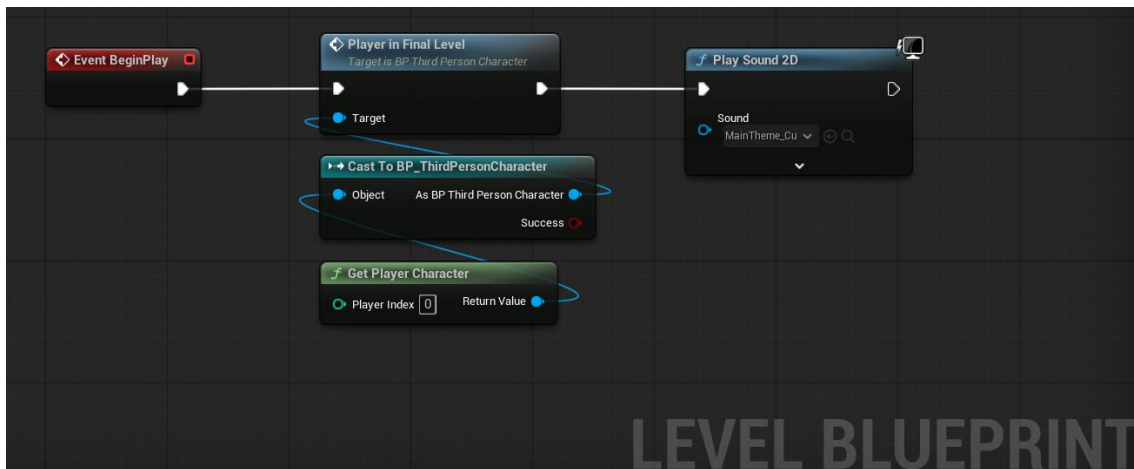 Event BeginPlay
Player in Final Level
Target is BP Third Person Character
Target
Play Sound 2D
Sound
MainTheme_Cu
Cast To BP_ThirdPersonCharacter
Object
As BP Third Person Character
Success
f Get Player Character
Player Index 0
Return Value
LEVEL BLUEPRINT